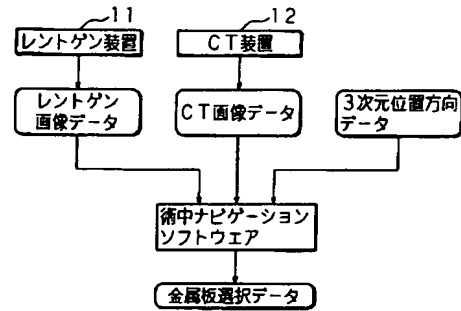 11
12
レントゲン装置
CT装置
レントゲン
画像データ
CT画像データ
3次元位置方向
データ
術中ナビゲーション
ソフトウェア
金属板選択データ